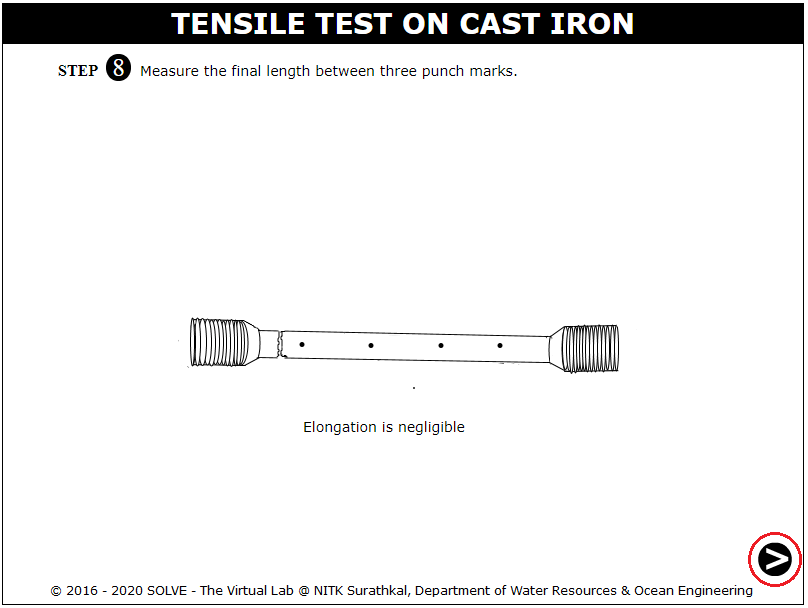 TENSILE TEST ON CAST IRON
STEP 8 Measure the final length between three punch marks.
Elongation is negligible
© 2016 - 2020 SOLVE - The Virtual Lab @ NITK Surathkal, Department of Water Resources & Ocean Engineering